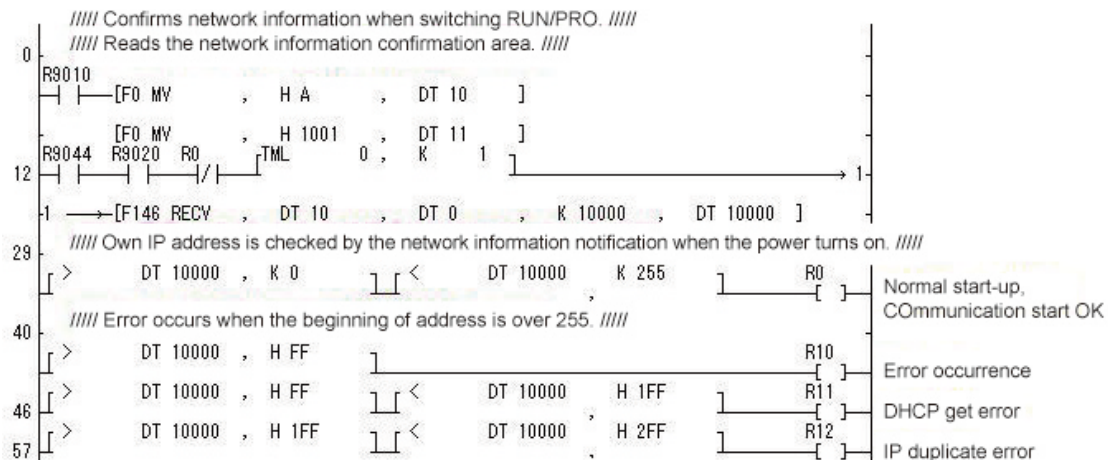 ///// Confirms network information when switching RUN/PRO. /////
///// Reads the network information confirmation area. /////
0
R9010
[F0 MV , H A , DT 10 ]
[F0 MV , H 1001 , DT 11 ]
R9044 R9020 R0 TML 0 , K 1
12 1
1 [F146 RECV , DT 10 , DT 0 , K 10000 , DT 10000 ]
///// Own IP address is checked by the network information notification when the power turns on. /////
29
> DT 10000 , K 0 < DT 10000 , K 255 R0
Normal start-up,
COmmunication start OK
///// Error occurs when the beginning of address is over 255. /////
40
> DT 10000 , H FF R10
Error occurrence
> DT 10000 , H FF < DT 10000 , H 1FF R11
46 DHCP get error
> DT 10000 , H 1FF < DT 10000 , H 2FF R12
57 IP duplicate error